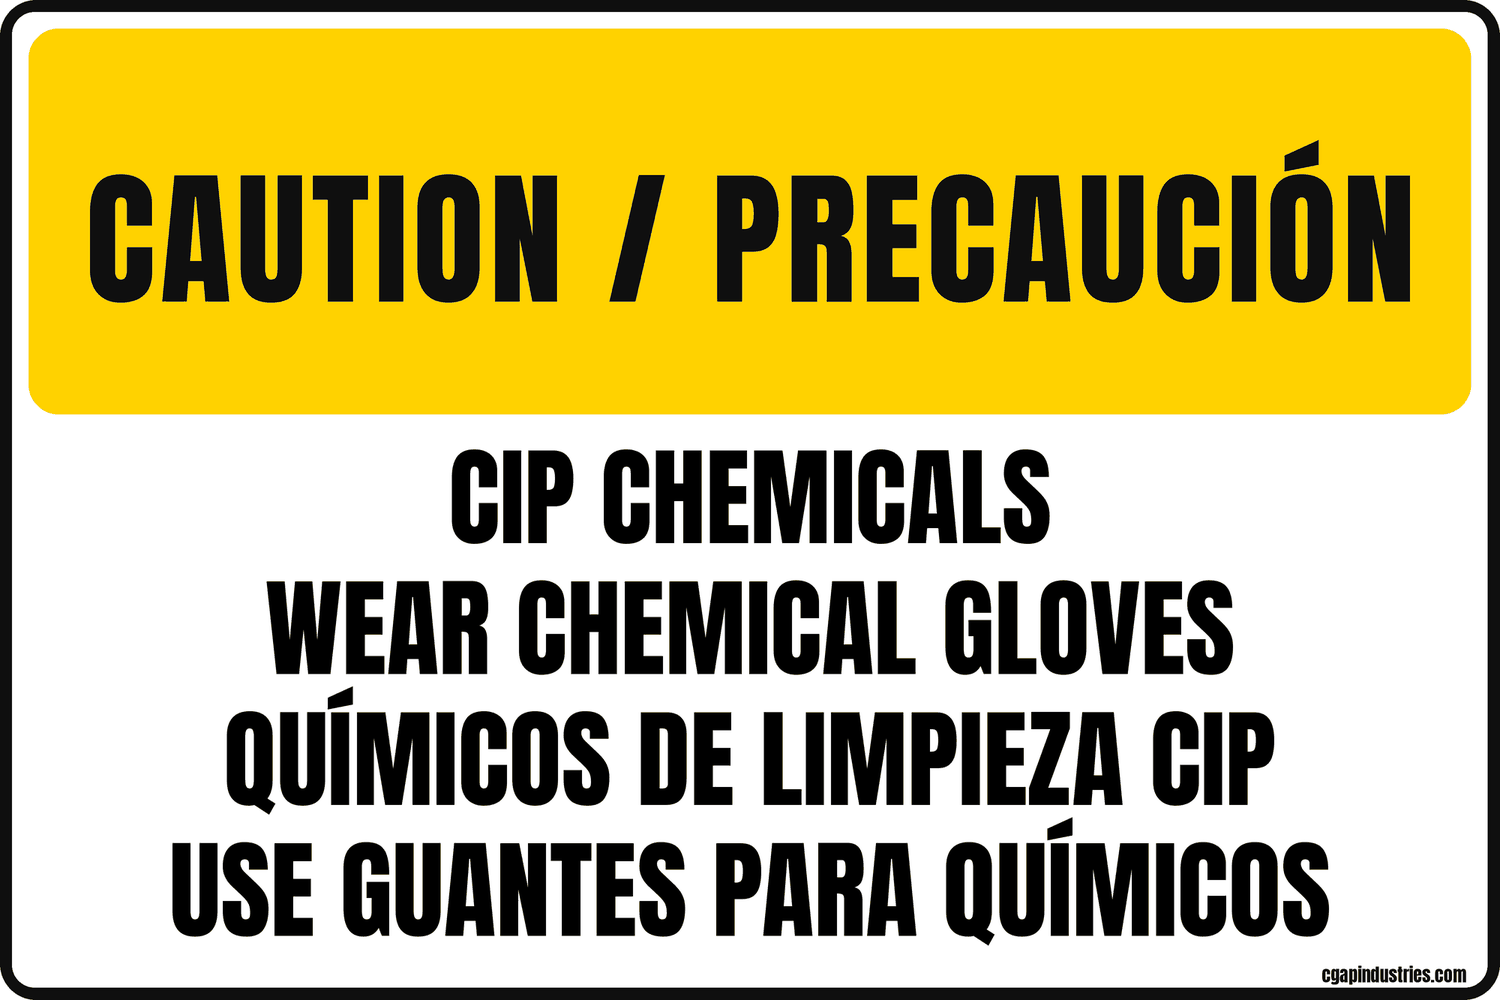 CAUTION / PRECAUCIÓN
CIP CHEMICALS
WEAR CHEMICAL GLOVES
QUÍMICOS DE LIMPIEZA CIP
USE GUANTES PARA QUÍMICOS
cgapindustries.com